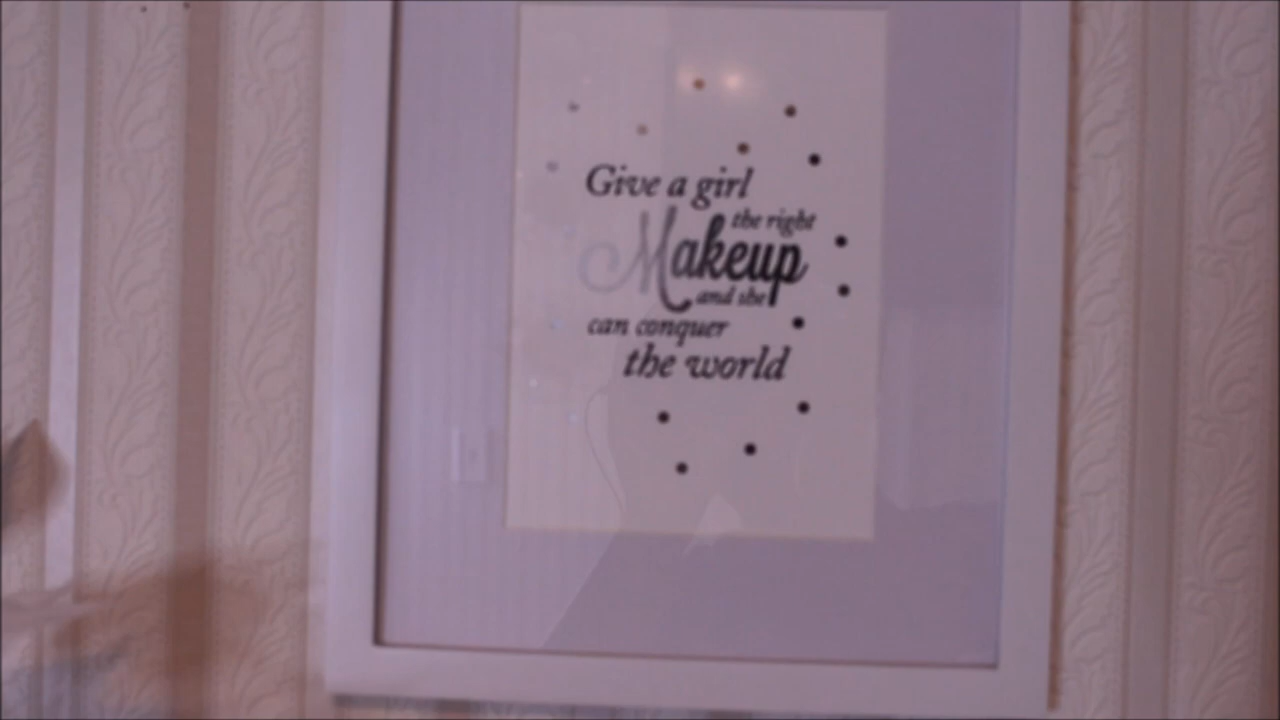 Give a girl
the right
Makeup
and she
can conquer
the world